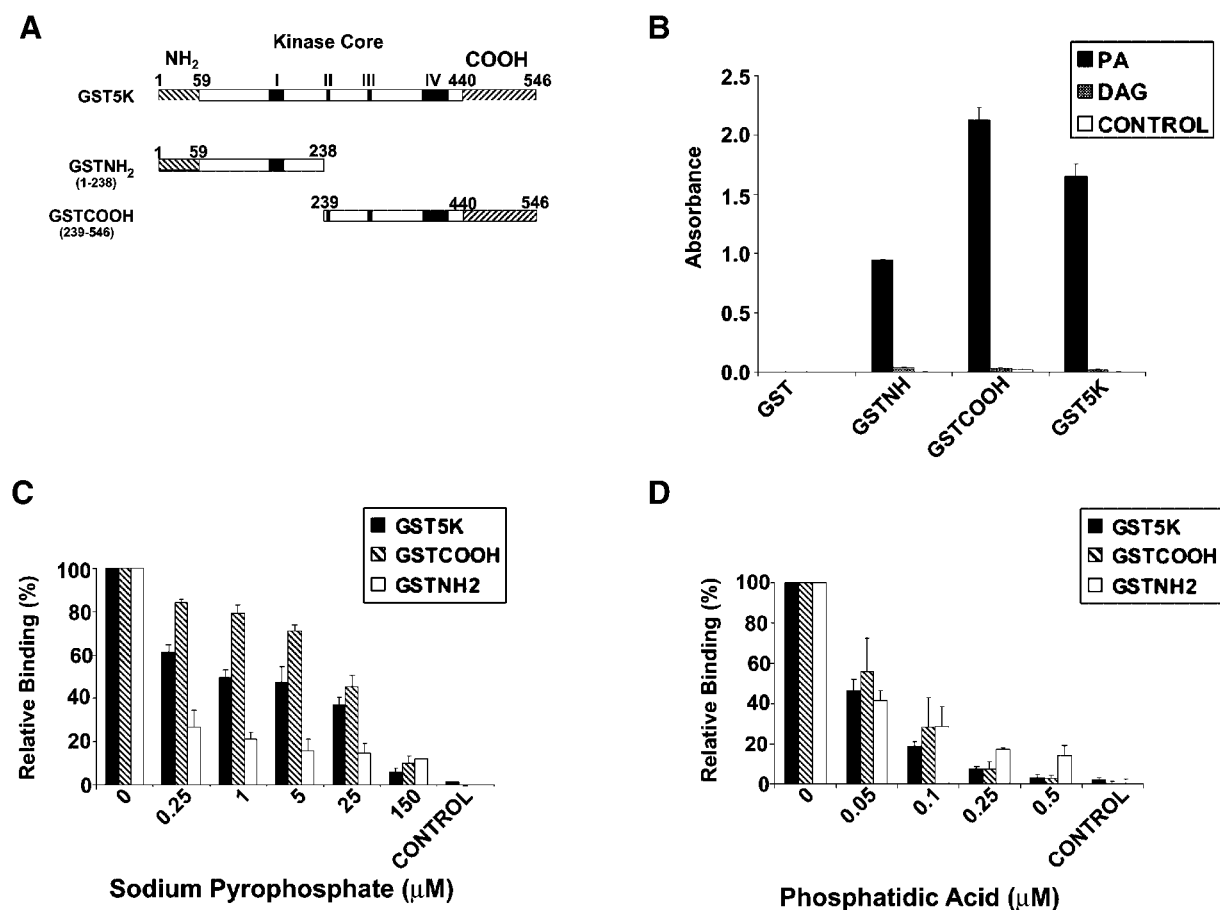 A
Kinase Core
NH2
COOH
1 59 I II III IV 440 546
GST5K
1 59 238
GSTNH2
(1-238)
239 440 546
GSTCOOH
(239-546)
B
PA
DAG
CONTROL
2.5
2.0
1.5
1.0
0.5
0.0
Absorbance
GST GSTNH GSTCOOH GST5K
C
GST5K
GSTCOOH
GSTNH2
100
80
60
40
20
0
Relative Binding (%)
0 0.25 1 5 25 150 CONTROL
Sodium Pyrophosphate (μM)
D
GST5K
GSTCOOH
GSTNH2
100
80
60
40
20
0
Relative Binding (%)
0 0.05 0.1 0.25 0.5 CONTROL
Phosphatidic Acid (μM)